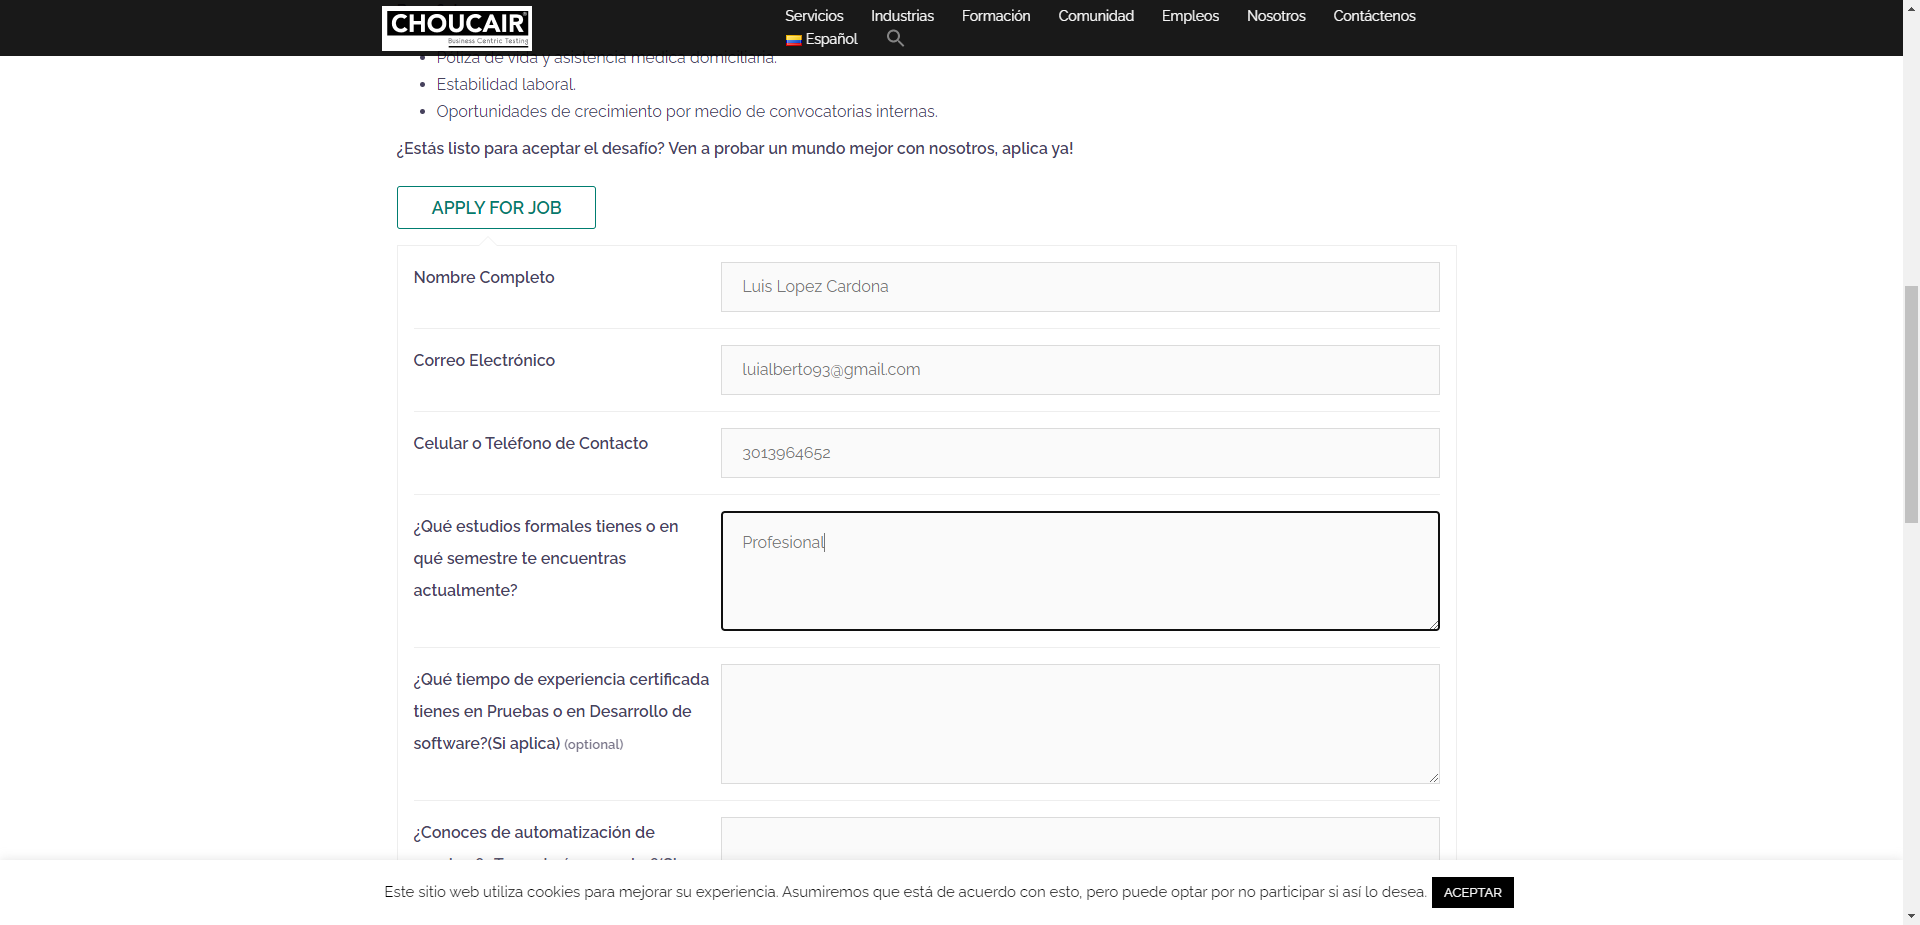 CHOUCAIR
Business Centric Testing
Servicios
Industrias
Formación
Comunidad
Empleos
Nosotros
Contáctenos
Español
Póliza de vida y asistencia médica domiciliaria.
Estabilidad laboral.
Oportunidades de crecimiento por medio de convocatorias internas.
¿Estás listo para aceptar el desafío? Ven a probar un mundo mejor con nosotros, aplica ya!
APPLY FOR JOB
Nombre Completo
Luis Lopez Cardona
Correo Electrónico
luialberto93@gmail.com
Celular o Teléfono de Contacto
3013964652
¿Qué estudios formales tienes o en
qué semestre te encuentras
actualmente?
Profesional
¿Qué tiempo de experiencia certificada
tienes en Pruebas o en Desarrollo de
software?(Si aplica) (optional)
¿Conoces de automatización de
Este sitio web utiliza cookies para mejorar su experiencia. Asumiremos que está de acuerdo con esto, pero puede optar por no participar si así lo desea.
ACEPTAR